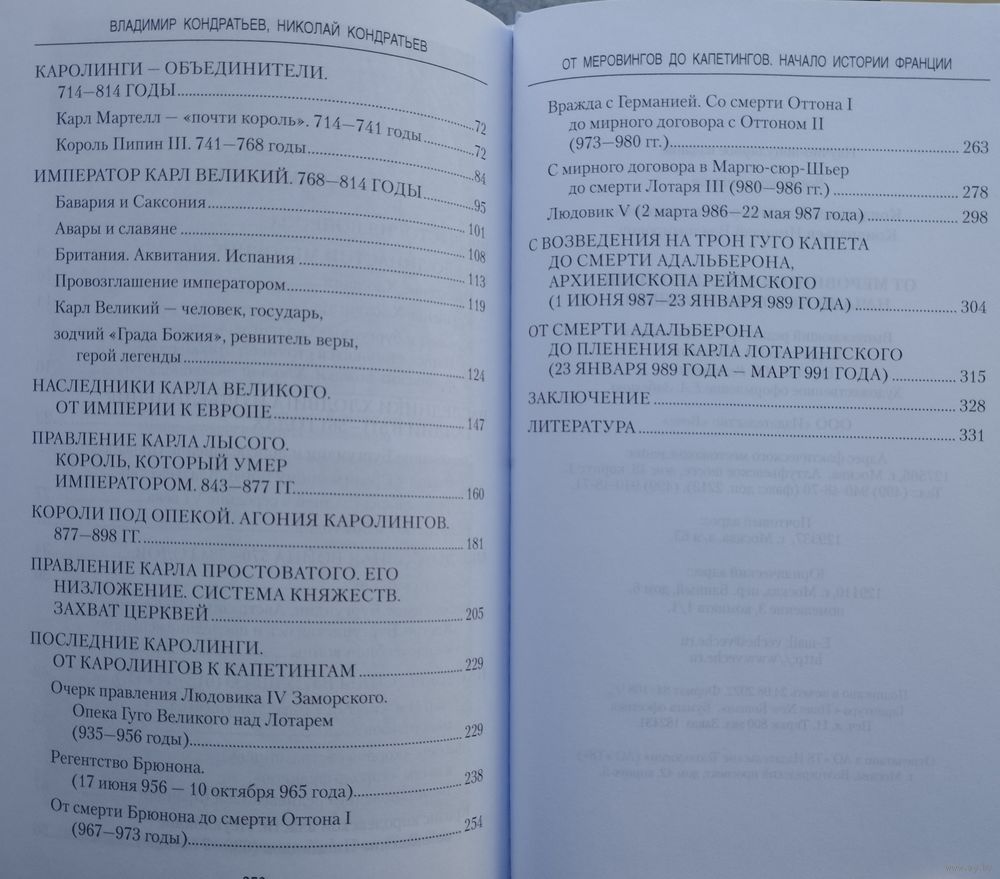 ВЛАДИМИР КОНДРАТЬЕВ, НИКОЛАЙ КОНДРАТЬЕВ
КАРОЛИНГИ — ОБЪЕДИНИТЕЛИ.
714—814 ГОДЫ 72
Карл Мартелл — «почти король». 714—741 годы 72
Король Пипин III. 741—768 годы 84
ИМПЕРАТОР КАРЛ ВЕЛИКИЙ. 768—814 ГОДЫ 95
Бавария и Саксония 101
Авары и славяне 108
Британия. Аквитания. Испания 113
Провозглашение императором 119
Карл Великий — человек, государь,
зодчий «Града Божия», ревнитель веры,
герой легенды 124
НАСЛЕДНИКИ КАРЛА ВЕЛИКОГО.
ОТ ИМПЕРИИ К ЕВРОПЕ 147
ПРАВЛЕНИЕ КАРЛА ЛЫСОГО.
КОРОЛЬ, КОТОРЫЙ УМЕР
ИМПЕРАТОРОМ. 843—877 ГГ. 160
КОРОЛИ ПОД ОПЕКОЙ. АГОНИЯ КАРОЛИНГОВ.
877—898 ГГ. 181
ПРАВЛЕНИЕ КАРЛА ПРОСТОВАТОГО. ЕГО
НИЗЛОЖЕНИЕ. СИСТЕМА КНЯЖЕСТВ.
ЗАХВАТ ЦЕРКВЕЙ 205
ПОСЛЕДНИЕ КАРОЛИНГИ.
ОТ КАРОЛИНГОВ К КАПЕТИНГАМ 229
Очерк правления Людовика IV Заморского.
Опека Гуго Великого над Лотарем
(935—956 годы) 229
Регентство Брюнона.
(17 июня 956 — 10 октября 965 года) 238
От смерти Брюнона до смерти Оттона I
(967—973 годы) 254
ОТ МЕРОВИНГОВ ДО КАПЕТИНГОВ. НАЧАЛО ИСТОРИИ ФРАНЦИИ
Вражда с Германией. Со смерти Оттона I
до мирного договора с Оттоном II
(973—980 гг.) 263
С мирного договора в Маргю-сюр-Шьер
до смерти Лотаря III (980—986 гг.) 278
Людовик V (2 марта 986—22 мая 987 года) 298
С ВОЗВЕДЕНИЯ НА ТРОН ГУГО КАПЕТА
ДО СМЕРТИ АДАЛЬБЕРОНА,
АРХИЕПИСКОПА РЕЙМСКОГО
(1 ИЮНЯ 987—23 ЯНВАРЯ 989 ГОДА) 304
ОТ СМЕРТИ АДАЛЬБЕРОНА
ДО ПЛЕНЕНИЯ КАРЛА ЛОТАРИНГСКОГО
(23 ЯНВАРЯ 989 ГОДА — МАРТ 991 ГОДА) 315
ЗАКЛЮЧЕНИЕ 328
ЛИТЕРАТУРА 331